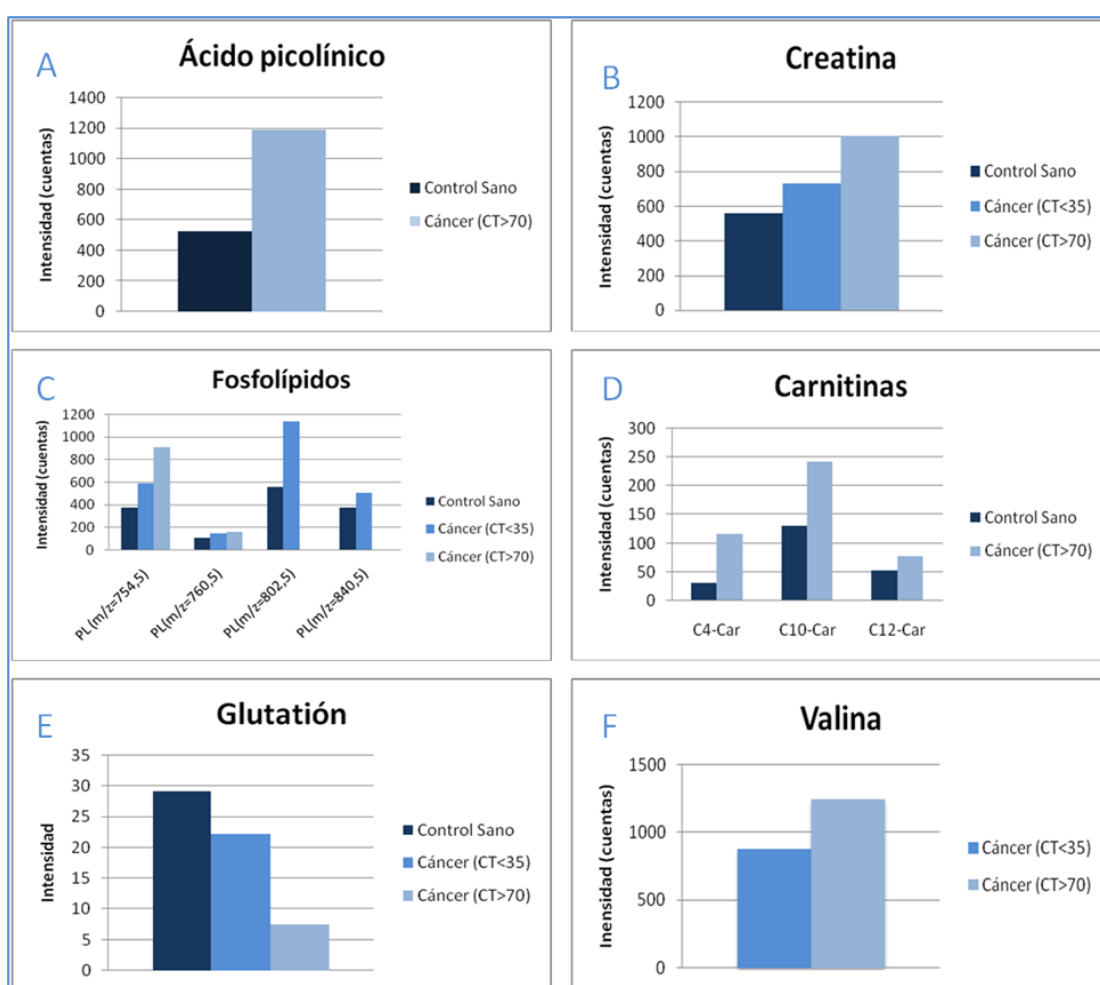 A
Ácido picolínico
Intensidad (cuentas)
1400
1200
1000
800
600
400
200
0
Control Sano
Cáncer (CT>70)
B
Creatina
Intensidad (cuentas)
1200
1000
800
600
400
200
0
Control Sano
Cáncer (CT<35)
Cáncer (CT>70)
C
Fosfolípidos
Intensidad (cuentas)
1200
1000
800
600
400
200
0
PL(m/z=754,5)
PL(m/z=760,5)
PL(m/z=802,5)
PL(m/z=840,5)
Control Sano
Cáncer (CT<35)
Cáncer (CT>70)
D
Carnitinas
Intensidad (cuentas)
300
250
200
150
100
50
0
C4-Car C10-Car C12-Car
Control Sano
Cáncer (CT>70)
E
Glutatión
Intensidad
35
30
25
20
15
10
5
0
Control Sano
Cáncer (CT<35)
Cáncer (CT>70)
F
Valina
Inensidad (cuentas)
1500
1000
500
0
Cáncer (CT<35)
Cáncer (CT>70)